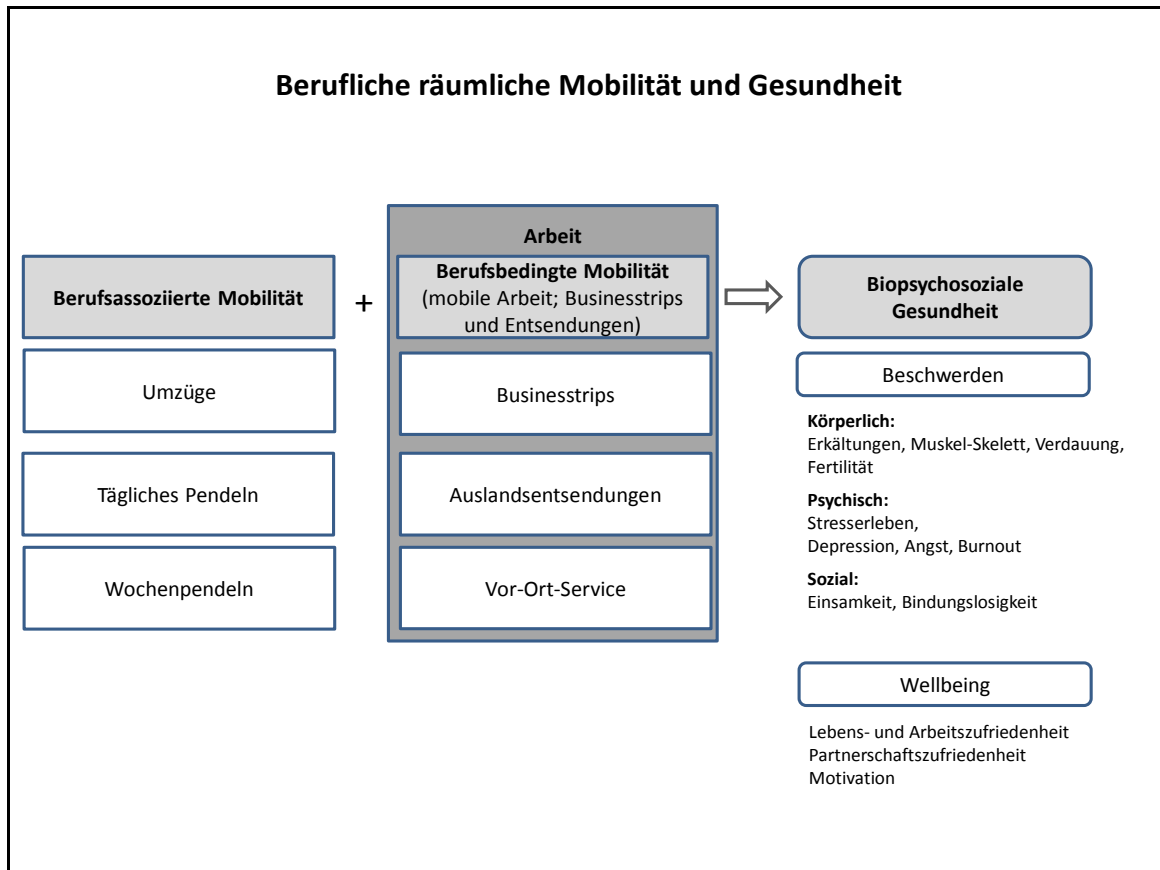 Berufliche räumliche Mobilität und Gesundheit
Berufsassoziierte Mobilität
Umzüge
Tägliches Pendeln
Wochenpendeln
+
Arbeit
Berufsbedingte Mobilität
(mobile Arbeit; Businesstrips
und Entsendungen)
Businesstrips
Auslandsentsendungen
Vor-Ort-Service
Biopsychosoziale
Gesundheit
Beschwerden
Körperlich:
Erkältungen, Muskel-Skelett, Verdauung,
Fertilität
Psychisch:
Stresserleben,
Depression, Angst, Burnout
Sozial:
Einsamkeit, Bindungslosigkeit
Wellbeing
Lebens- und Arbeitszufriedenheit
Partnerschaftszufriedenheit
Motivation